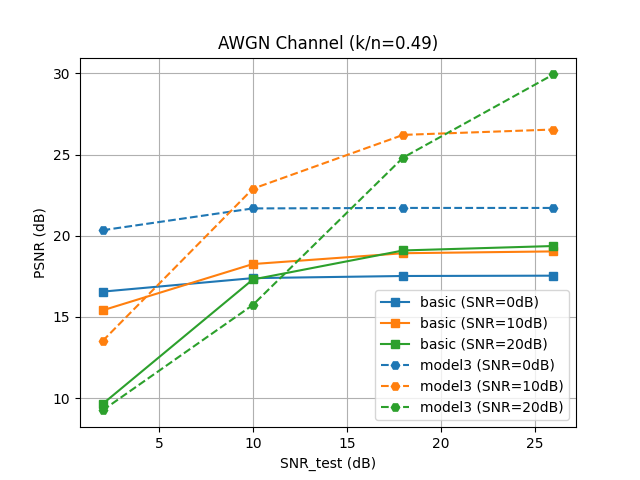 AWGN Channel (k/n=0.49)
30
25
20
15
10
PSNR (dB)
basic (SNR=0dB)
basic (SNR=10dB)
basic (SNR=20dB)
model3 (SNR=0dB)
model3 (SNR=10dB)
model3 (SNR=20dB)
5 10 15 20 25
SNR_test (dB)